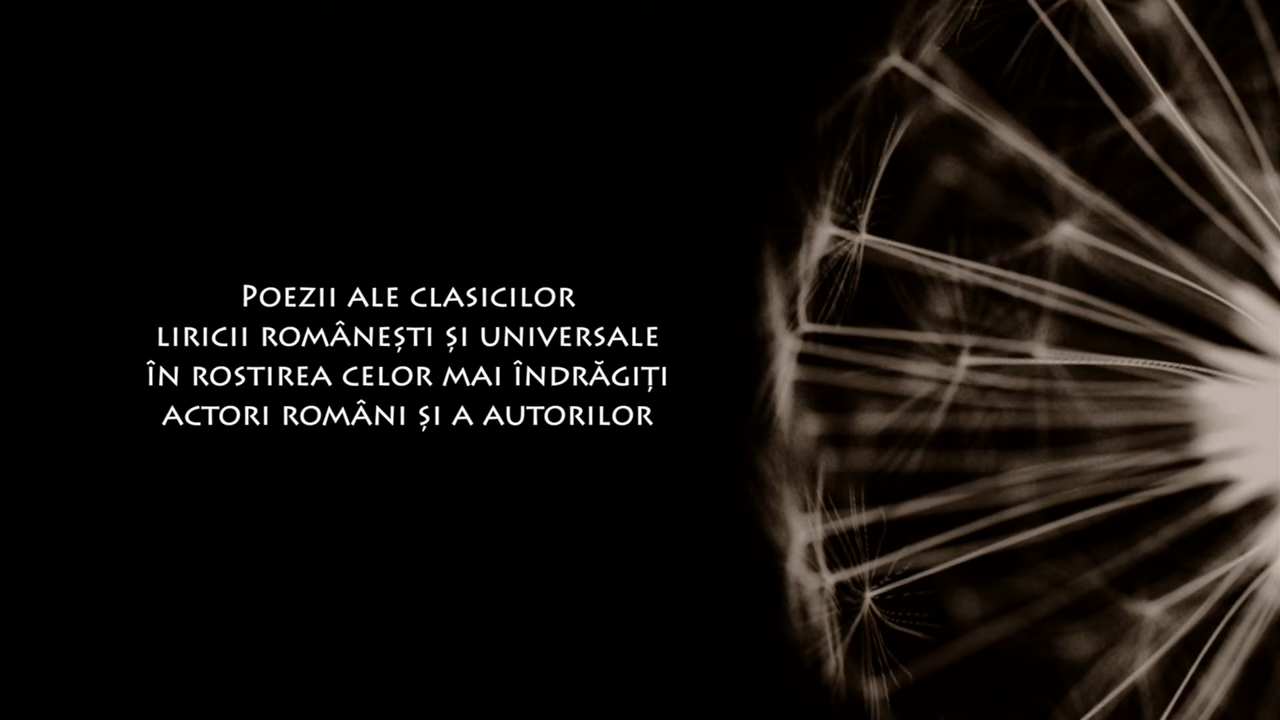 Poezii ale clasicilor
liricii românești și universale
în rostirea celor mai îndrăgiți
actori români și a autorilor